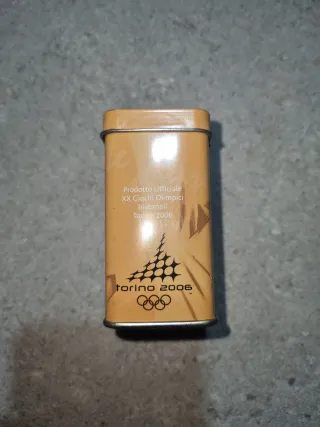 Prodotto Ufficiale
XX Giochi Olimpici
Invernali
Torino 2006
torino 2006